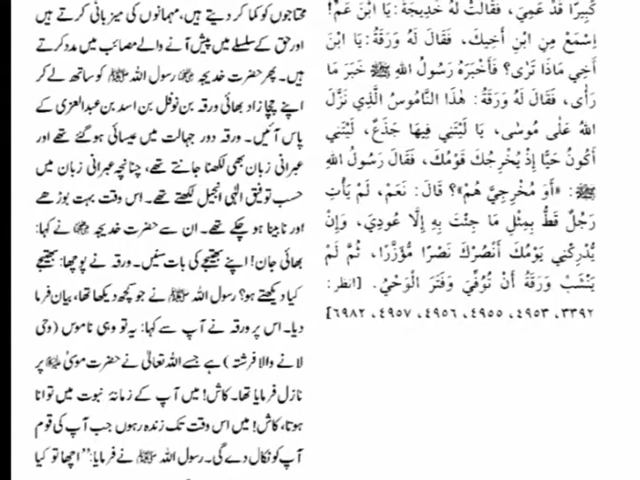 كَبِيرًا قَدْ عَمِيَ، فَقَالَتْ لَهُ خَدِيجَةُ: يَا ابْنَ عَمِّ!
اِسْمَعْ مِنِ ابْنِ أَخِيكَ، فَقَالَ لَهُ وَرَقَةُ: يَا ابْنَ
أَخِي مَاذَا تَرٰى؟ فَأَخْبَرَهُ رَسُولُ اللهِ ﷺ خَبَرَ مَا
رَأٰى، فَقَالَ لَهُ وَرَقَةُ: هٰذَا النَّامُوسُ الَّذِي نَزَّلَ
اللهُ عَلٰى مُوسٰى، يَا لَيْتَنِي فِيهَا جَذَعٌ، لَيْتَنِي
أَكُونُ حَيًّا إِذْ يُخْرِجُكَ قَوْمُكَ، فَقَالَ رَسُولُ اللهِ
ﷺ: «أَوَ مُخْرِجِيَّ هُمْ»؟ قَالَ: نَعَمْ، لَمْ يَأْتِ
رَجُلٌ قَطُّ بِمِثْلِ مَا جِئْتَ بِهِ إِلَّا عُودِيَ، وَإِنْ
يُدْرِكْنِي يَوْمُكَ أَنْصُرْكَ نَصْرًا مُؤَزَّرًا، ثُمَّ لَمْ
يَنْشَبْ وَرَقَةُ أَنْ تُوُفِّيَ وَفَتَرَ الْوَحْيُ. [انظر:
٣٣٩٢، ٤٩٥٣، ٤٩٥٥، ٤٩٥٦، ٤٩٥٧، ٦٩٨٢]
محتاجوں کو کما کر دیتے ہیں، مہمانوں کی میزبانی کرتے ہیں
اور حق کے سلسلے میں پیش آنے والے مصائب میں مدد کرتے
ہیں۔ پھر حضرت خدیجہ ؓ رسول اللہ ﷺ کو ساتھ لے کر
اپنے چچا زاد بھائی ورقہ بن نوفل بن اسد بن عبدالعزی کے
پاس آئیں۔ ورقہ دور جہالت میں عیسائی ہو گئے تھے اور
عبرانی زبان بھی لکھنا جانتے تھے، چنانچہ عبرانی زبان میں
حسب توفیق الٰہی انجیل لکھتے تھے۔ اس وقت بہت بوڑھے
اور نابینا ہو چکے تھے۔ ان سے حضرت خدیجہ ؓ نے کہا:
بھائی جان! اپنے بھتیجے کی بات سنیں۔ ورقہ نے پوچھا: بھتیجے
کیا دیکھتے ہو؟ رسول اللہ ﷺ نے جو کچھ دیکھا تھا، بیان فرما
دیا۔ اس پر ورقہ نے آپ سے کہا: یہ تو وہی ناموس (وحی
لانے والا فرشتہ) ہے جسے اللہ تعالیٰ نے حضرت موسیٰ ؑ پر
نازل فرمایا تھا۔ کاش! میں آپ کے زمانۂ نبوت میں توانا
ہوتا، کاش! میں اس وقت تک زندہ رہوں جب آپ کی قوم
آپ کو نکال دے گی۔ رسول اللہ ﷺ نے فرمایا: "اچھا تو کیا